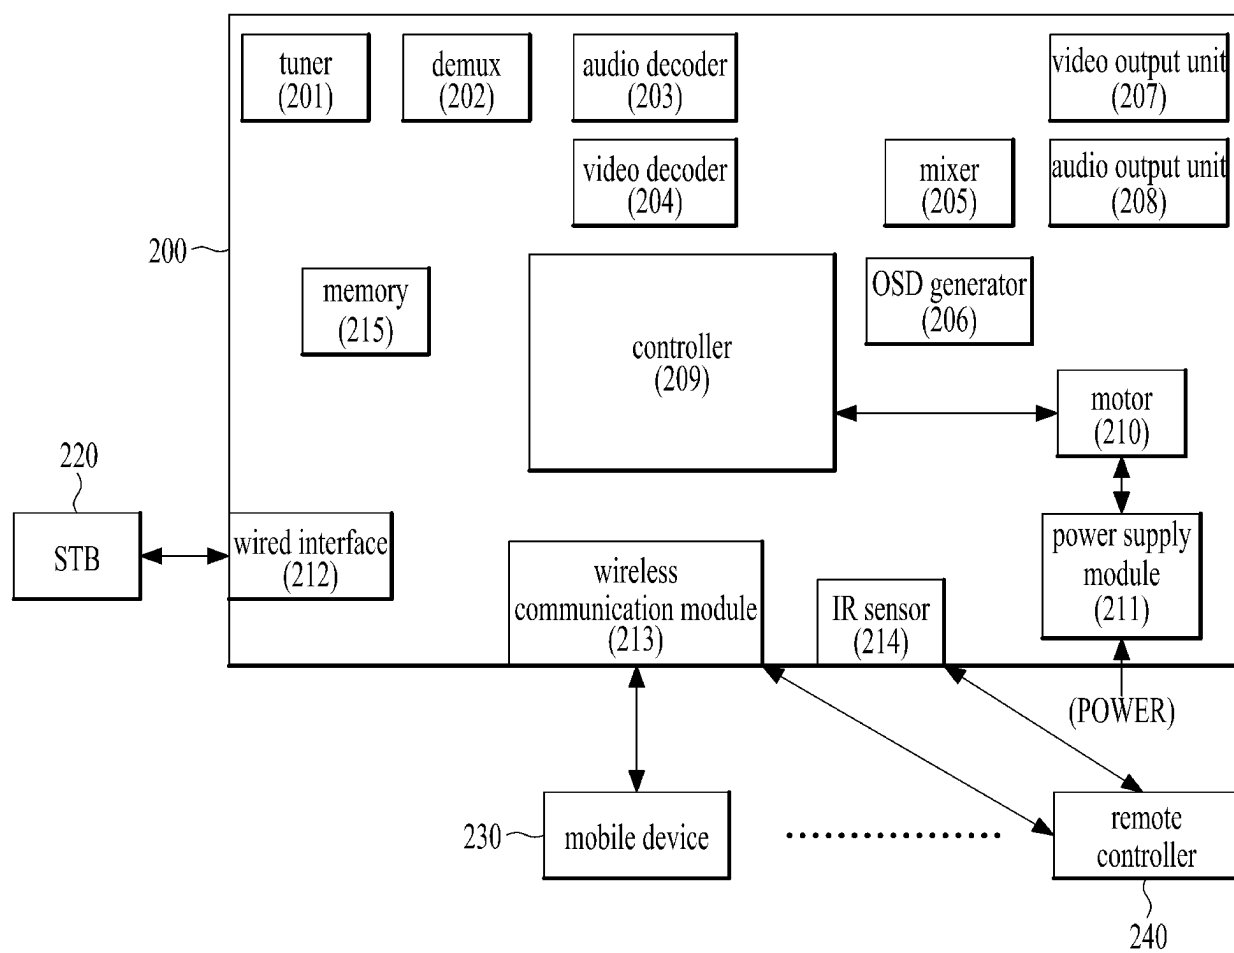 tuner
(201)
demux
(202)
audio decoder
(203)
video output unit
(207)
video decoder
(204)
mixer
(205)
audio output unit
(208)
200
memory
(215)
controller
(209)
OSD generator
(206)
motor
(210)
220
STB
wired interface
(212)
wireless
communication module
(213)
IR sensor
(214)
power supply
module
(211)
(POWER)
230
mobile device
remote
controller
240